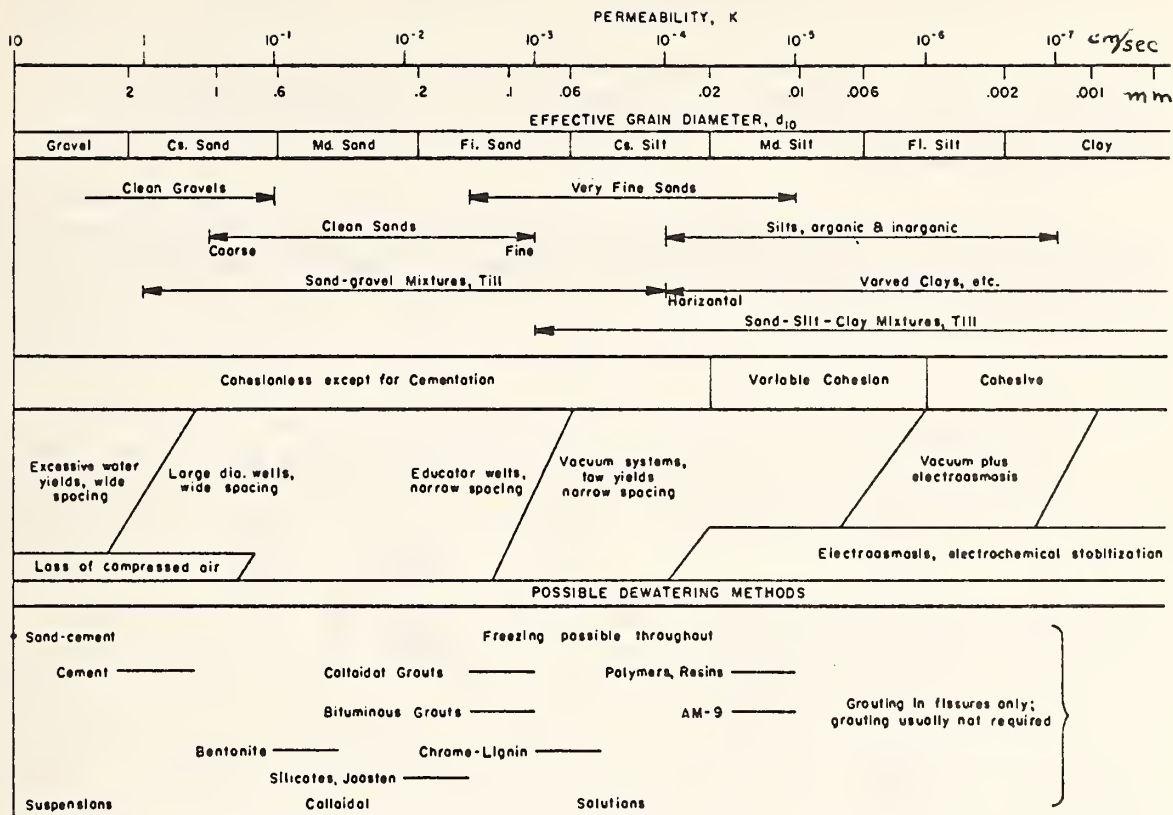 PERMEABILITY, K
10 1 10⁻¹ 10⁻² 10⁻³ 10⁻⁴ 10⁻⁵ 10⁻⁶ 10⁻⁷ cm/sec
2 1 .6 .2 .1 .06 .02 .01 .006 .002 .001 mm
EFFECTIVE GRAIN DIAMETER, d₁₀
Gravel Cs. Sand Md. Sand Fi. Sand Cs. Silt Md. Silt Fl. Silt Clay
Clean Gravels Very Fine Sands
Clean Sands Silts, organic & inorganic
Coarse Fine
Sand-gravel Mixtures, Till Varved Clays, etc.
Harizantal
Sand-Silt-Clay Mixtures, Till
Cohesionless except for Cementation Variable Cohesian Cohesive
Excessive water
yields, wide
spacing
Large dia. wells,
wide spacing
Educator wells,
narrow spacing
Vacuum systems,
low yields
narrow spacing
Vacuum plus
electroosmosis
Loss of compressed air
Electroosmosis, electrochemical stabilization
POSSIBLE DEWATERING METHODS
Sand-cement Freezing possible throughout
Cement Colloidal Grouts Polymers, Resins
Bituminous Grouts AM-9
Grouting in fissures only;
grouting usually not required
Bentonite Chrome-Lignin
Silicates, Joosten
Suspensions Colloidal Solutions